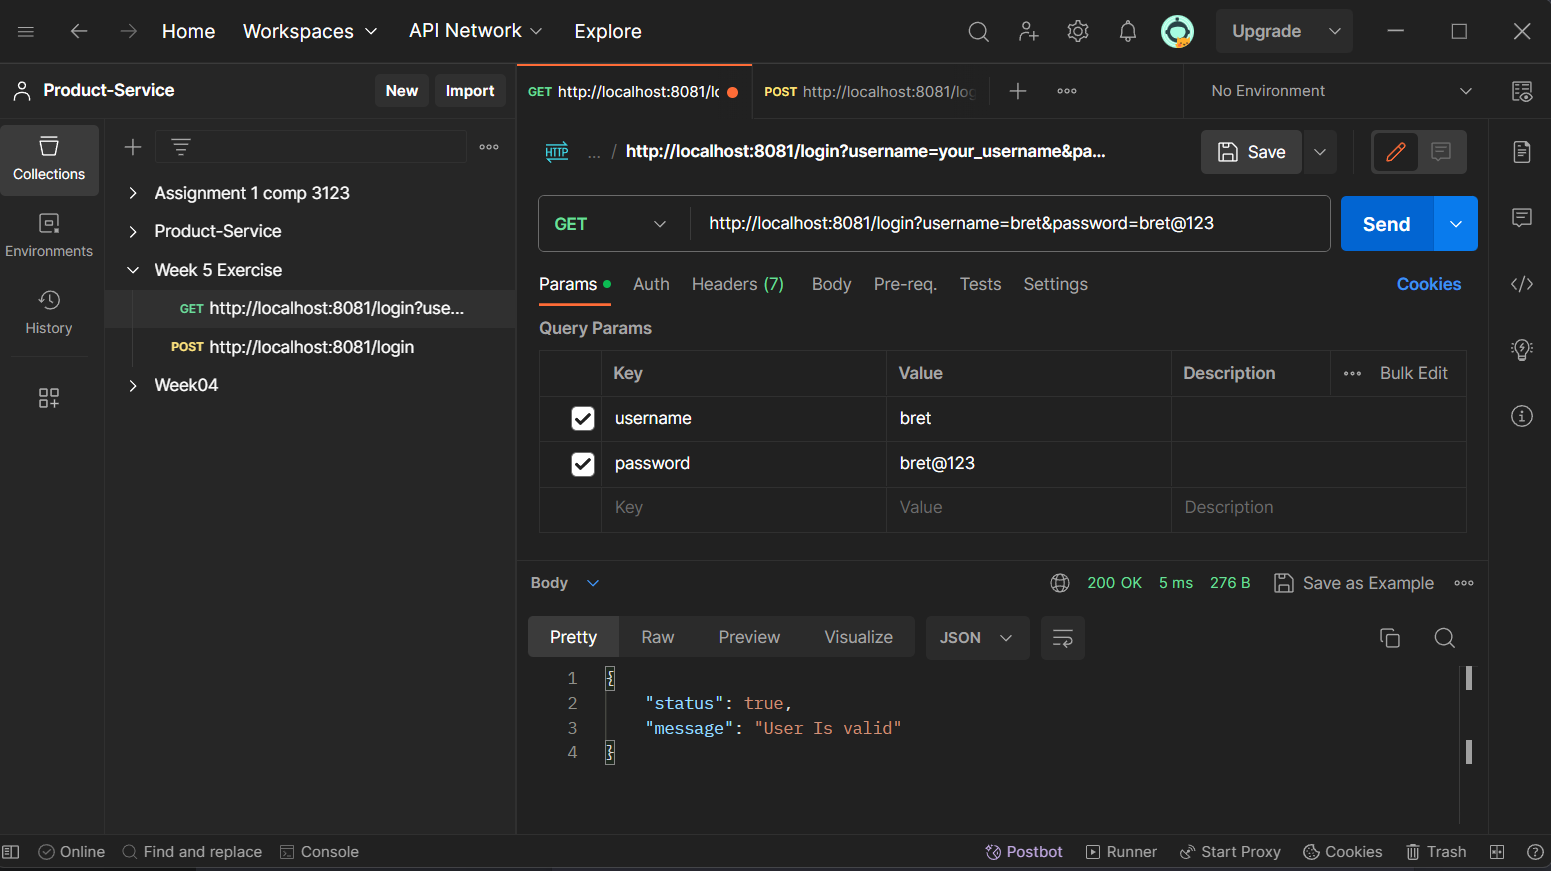 Home Workspaces API Network Explore Upgrade
Product-Service New Import
GET http://localhost:8081/lo POST http://localhost:8081/log No Environment
Collections
Environments
History
Assignment 1 comp 3123
Product-Service
Week 5 Exercise
GET http://localhost:8081/login?use...
POST http://localhost:8081/login
Week04
HTTP ... / http://localhost:8081/login?username=your_username&pa... Save
GET http://localhost:8081/login?username=bret&password=bret@123 Send
Params Auth Headers (7) Body Pre-req. Tests Settings Cookies
Query Params
Key Value Description ••• Bulk Edit
username bret
password bret@123
Key Value Description
Body 200 OK 5 ms 276 B Save as Example
Pretty Raw Preview Visualize JSON
1 {
2 "status": true,
3 "message": "User Is valid"
4 }
Online Find and replace Console Postbot Runner Start Proxy Cookies Trash